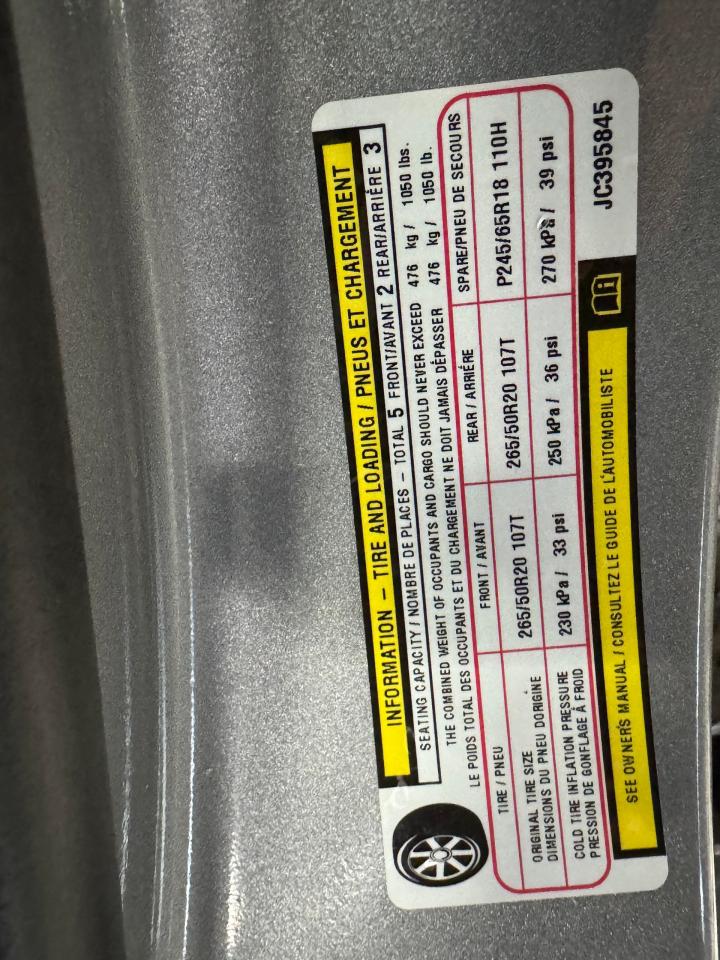 INFORMATION – TIRE AND LOADING / PNEUS ET CHARGEMENT
SEATING CAPACITY / NOMBRE DE PLACES – TOTAL 5 FRONT/AVANT 2 REAR/ARRIÈRE 3
THE COMBINED WEIGHT OF OCCUPANTS AND CARGO SHOULD NEVER EXCEED 476 kg / 1050 lbs.
LE POIDS TOTAL DES OCCUPANTS ET DU CHARGEMENT NE DOIT JAMAIS DÉPASSER 476 kg / 1050 lb.
TIRE / PNEU FRONT / AVANT REAR / ARRIÉRE SPARE/PNEU DE SECOURS
ORIGINAL TIRE SIZE
DIMENSIONS DU PNEU D'ORIGINE
265/50R20 107T 265/50R20 107T P245/65R18 110H
COLD TIRE INFLATION PRESSURE
PRESSION DE GONFLAGE À FROID
230 kPa / 33 psi 250 kPa / 36 psi 270 kPa / 39 psi
SEE OWNER'S MANUAL / CONSULTEZ LE GUIDE DE L'AUTOMOBILISTE
JC395845